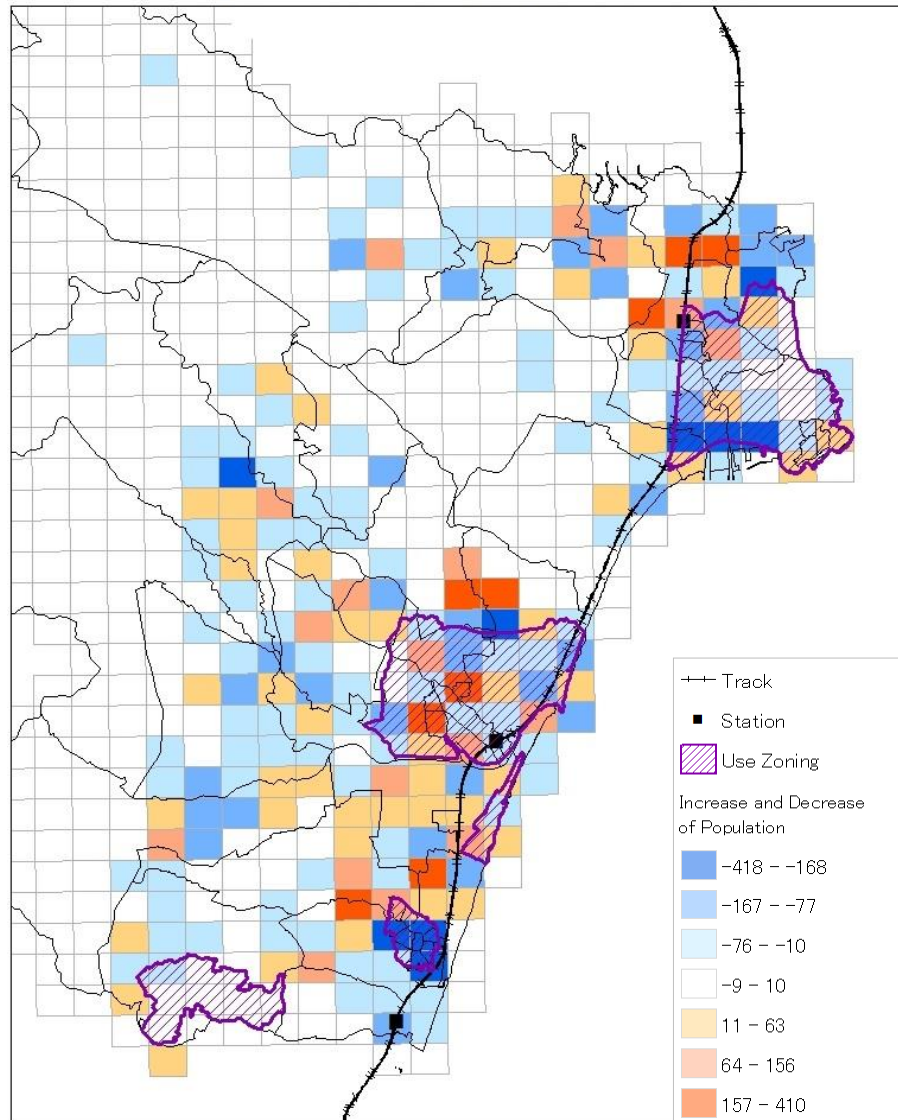 Track
Station
Use Zoning
Increase and Decrease
of Population
-418 - -168
-167 - -77
-76 - -10
-9 - 10
11 - 63
64 - 156
157 - 410